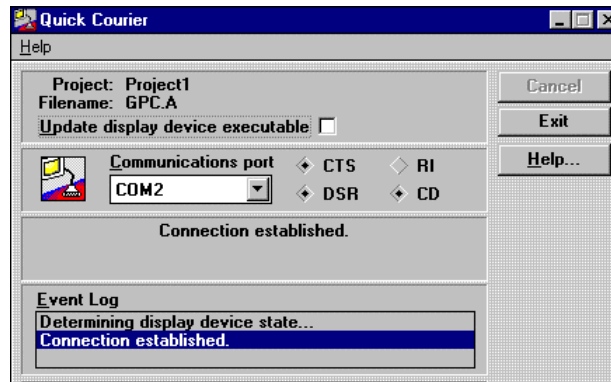 Quick Courier
Help
Project: Project1
Filename: GPC.A
Update display device executable
Cancel
Exit
Help...
Communications port
COM2
CTS
RI
DSR
CD
Connection established.
Event Log
Determining display device state...
Connection established.